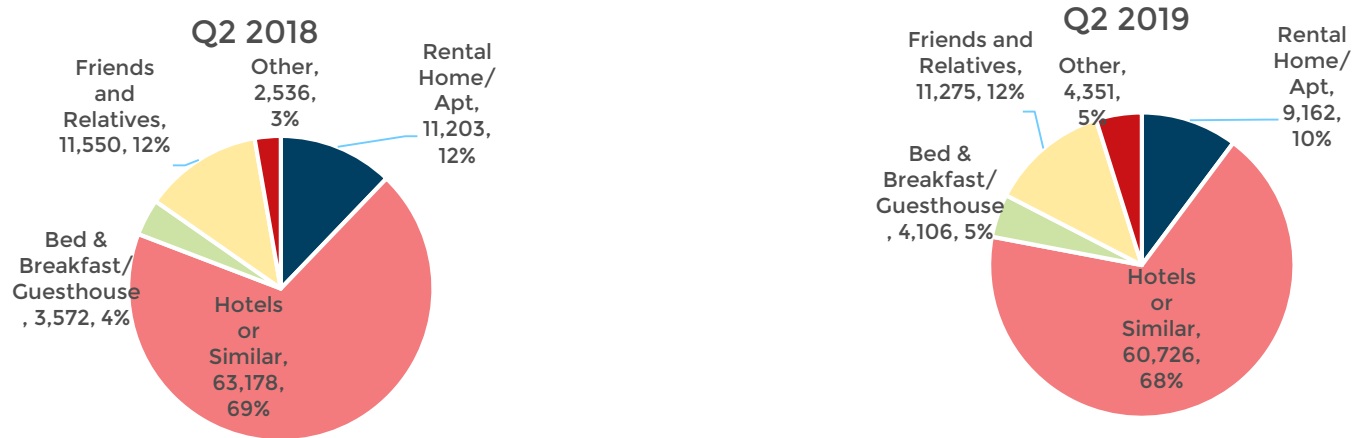 Q2 2018
Friends
and
Relatives,
11,550, 12%
Other,
2,536,
3%
Rental
Home/
Apt,
11,203,
12%
Bed &
Breakfast/
Guesthouse
, 3,572, 4%
Hotels
or
Similar,
63,178,
69%
Q2 2019
Friends and
Relatives,
11,275, 12%
Other,
4,351,
5%
Rental
Home/
Apt,
9,162,
10%
Bed &
Breakfast/
Guesthouse
, 4,106, 5%
Hotels
or
Similar,
60,726,
68%